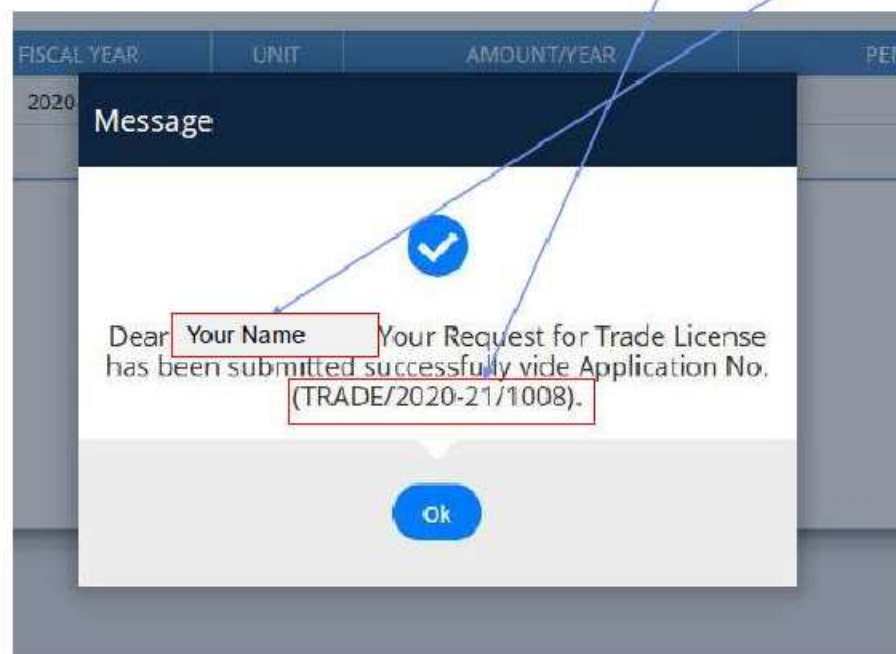 FISCAL YEAR UNIT AMOUNT/YEAR
2020
Message
Dear Your Name Your Request for Trade License
has been submitted successfully vide Application No.
(TRADE/2020-21/1008).
Ok